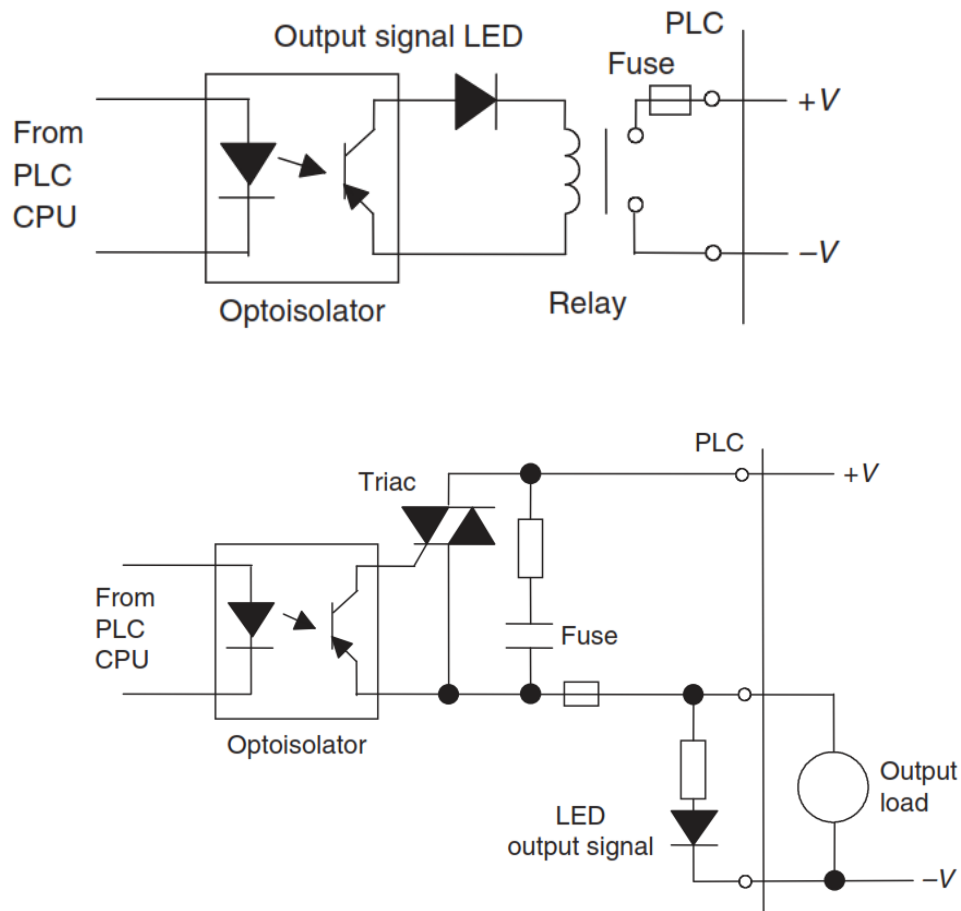 PLC
Output signal LED
Fuse
+V
From
PLC
CPU
–V
Optoisolator
Relay
PLC
Triac
+V
From
PLC
CPU
Fuse
Optoisolator
Output
load
LED
output signal
–V